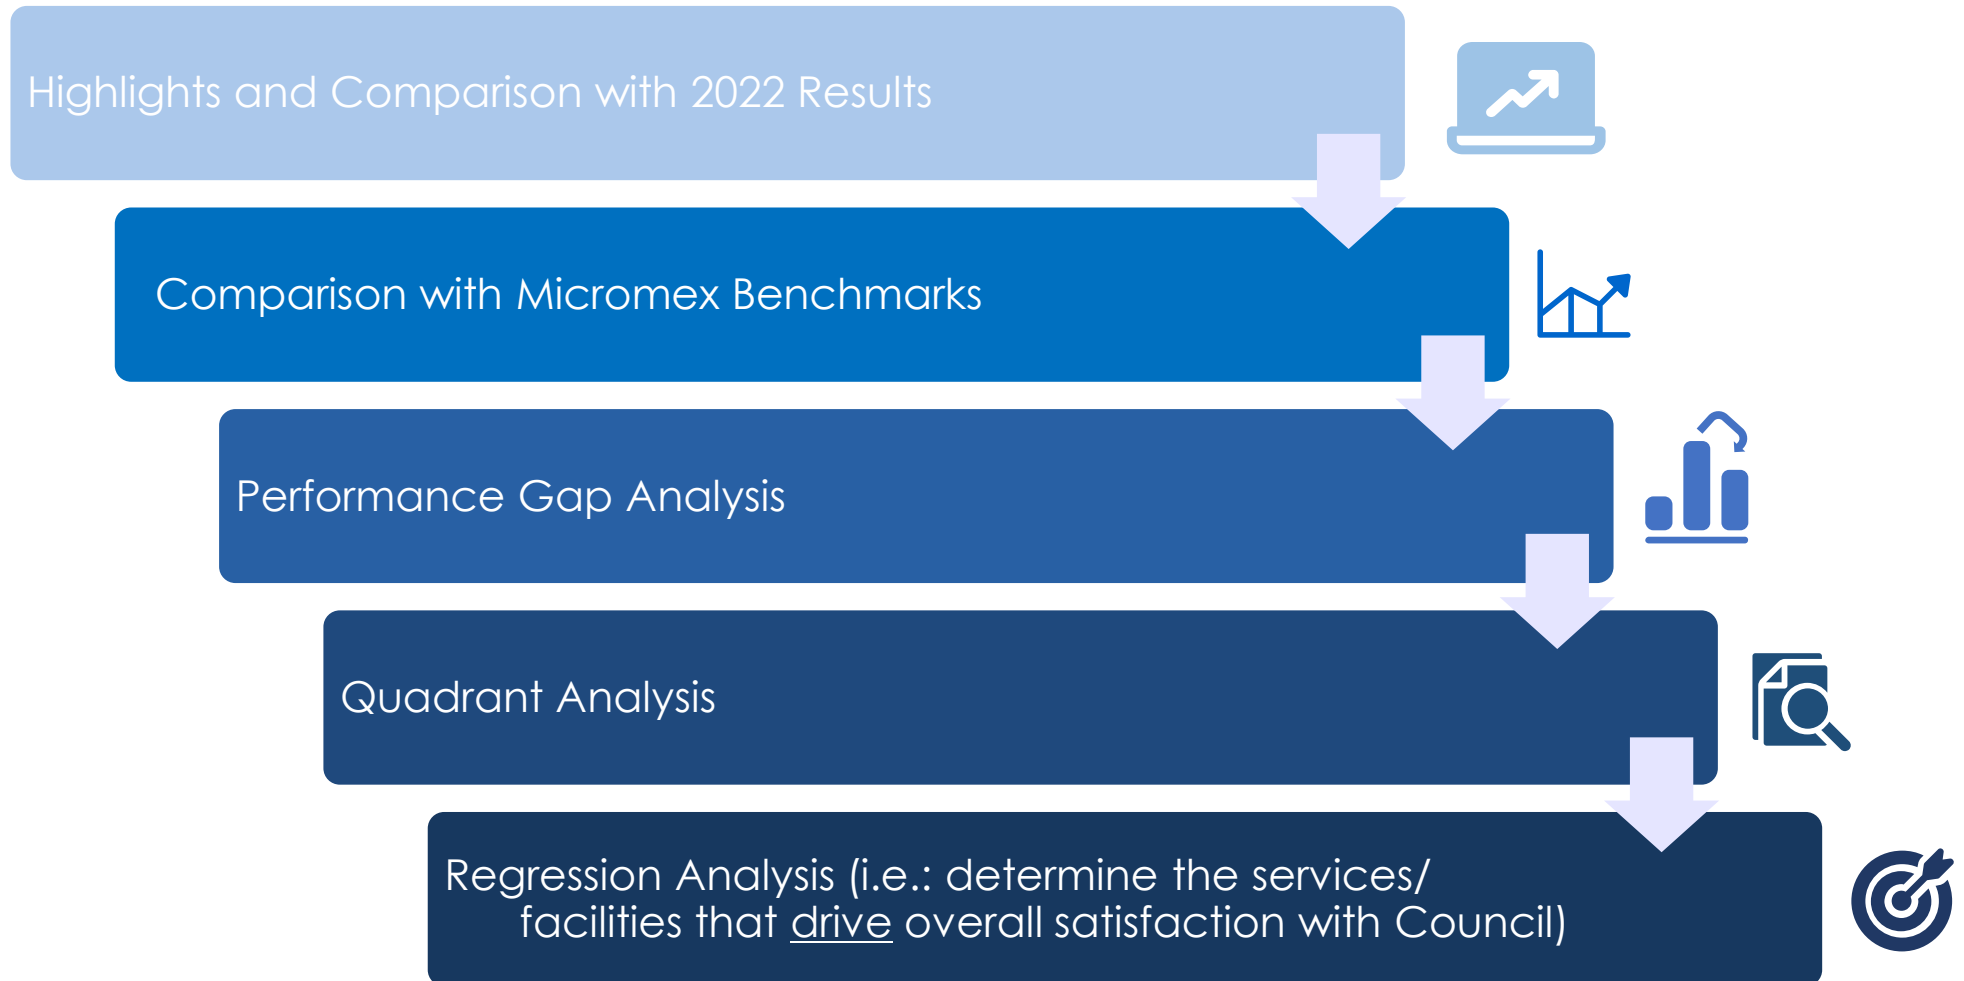 Highlights and Comparison with 2022 Results
Comparison with Micromex Benchmarks
Performance Gap Analysis
Quadrant Analysis
Regression Analysis (i.e.: determine the services/
facilities that drive overall satisfaction with Council)